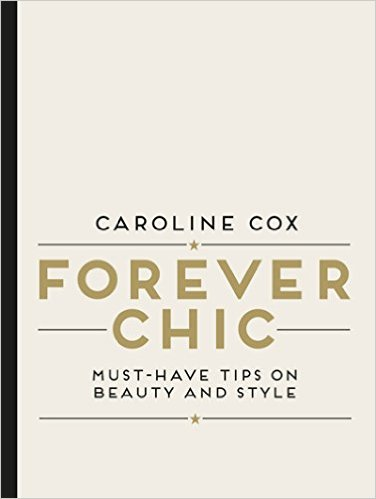 CAROLINE COX
FOREVER
CHIC
MUST-HAVE TIPS ON
BEAUTY AND STYLE